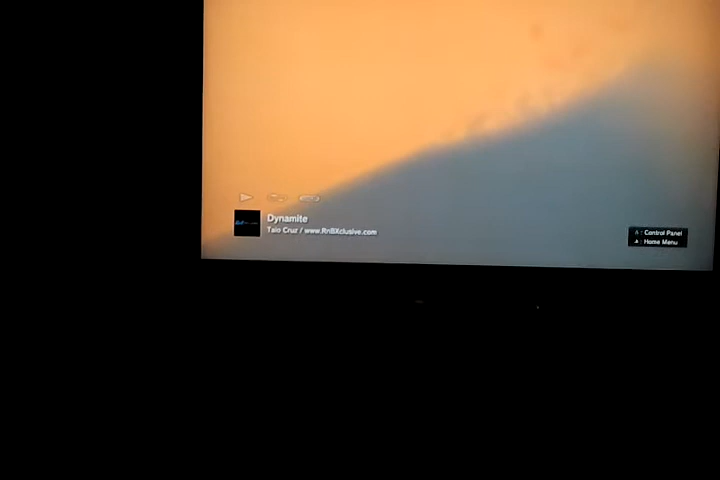 Dynamite
Taio Cruz / www.RnBXclusive.com
: Control Panel
: Home Menu